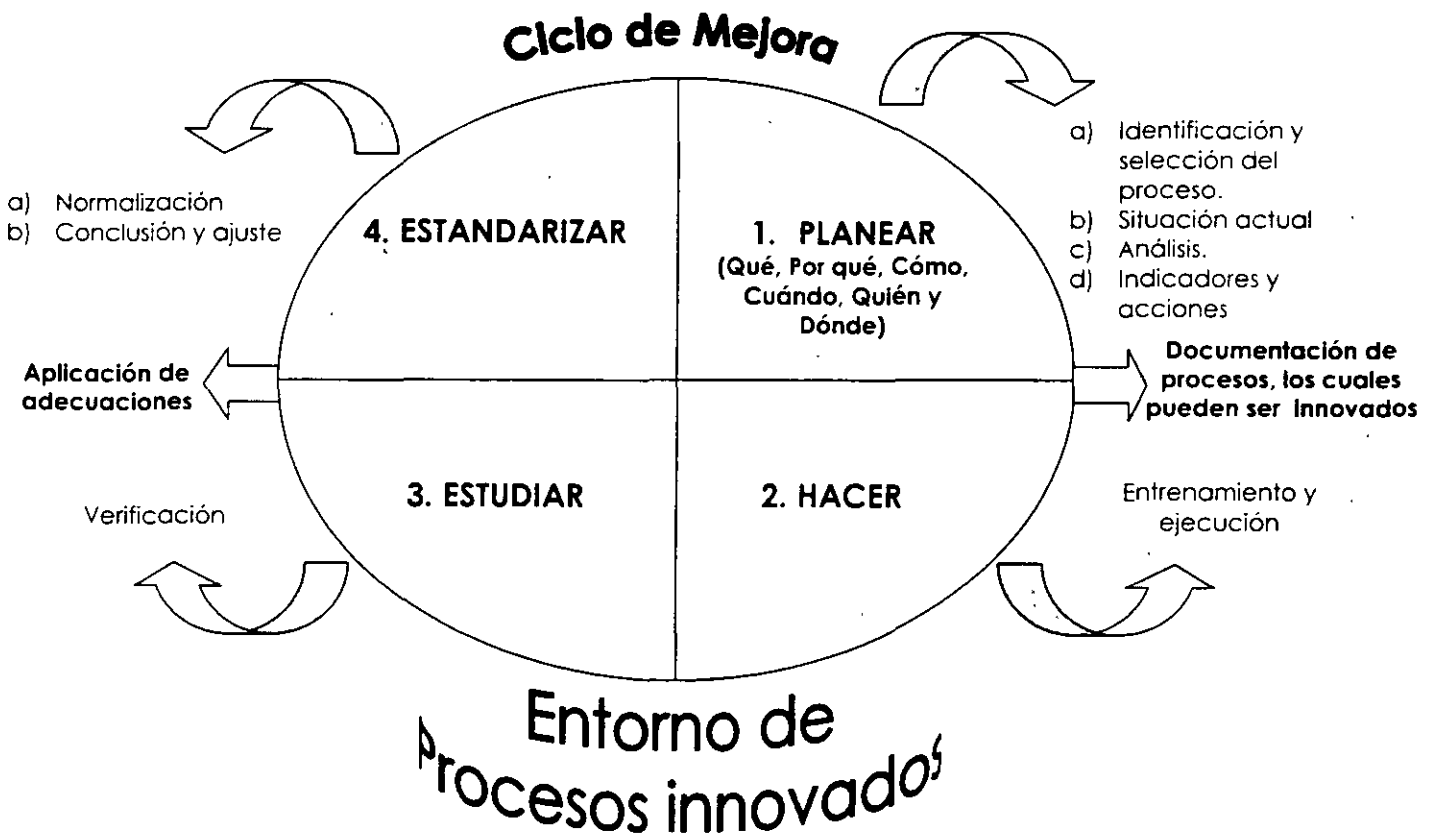 Ciclo de Mejora
a) Identificación y
selección del
proceso.
b) Situación actual
c) Análisis.
d) Indicadores y
acciones
a) Normalización
b) Conclusión y ajuste
4. ESTANDARIZAR
1. PLANEAR
(Qué, Por qué, Cómo,
Cuándo, Quién y
Dónde)
Aplicación de
adecuaciones
Documentación de
procesos, los cuales
pueden ser innovados
3. ESTUDIAR
2. HACER
Verificación
Entrenamiento y
ejecución
Entorno de
Procesos innovados